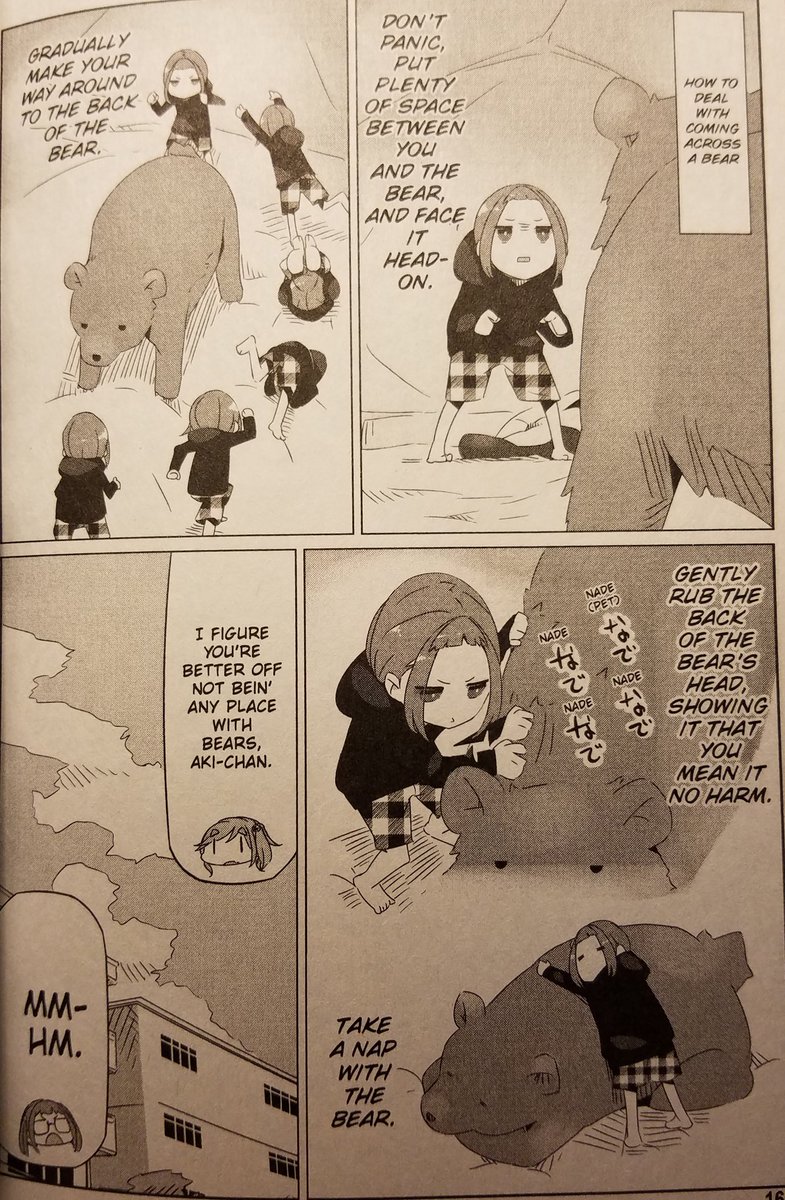 HOW TO
DEAL
WITH
COMING
ACROSS
A BEAR
DON'T
PANIC,
PUT
PLENTY
OF SPACE
BETWEEN
YOU
AND THE
BEAR,
AND FACE
IT
HEAD-
ON.
GRADUALLY
MAKE YOUR
WAY AROUND
TO THE BACK
OF THE
BEAR.
GENTLY
RUB THE
BACK
OF THE
BEAR'S
HEAD,
SHOWING
IT THAT
YOU
MEAN IT
NO HARM.
NADE
(PET)
なで
NADE
なで
NADE
なで
NADE
なで
TAKE
A NAP
WITH
THE
BEAR.
I FIGURE
YOU'RE
BETTER OFF
NOT BEIN'
ANY PLACE
WITH
BEARS,
AKI-CHAN.
MM-
HM.
16